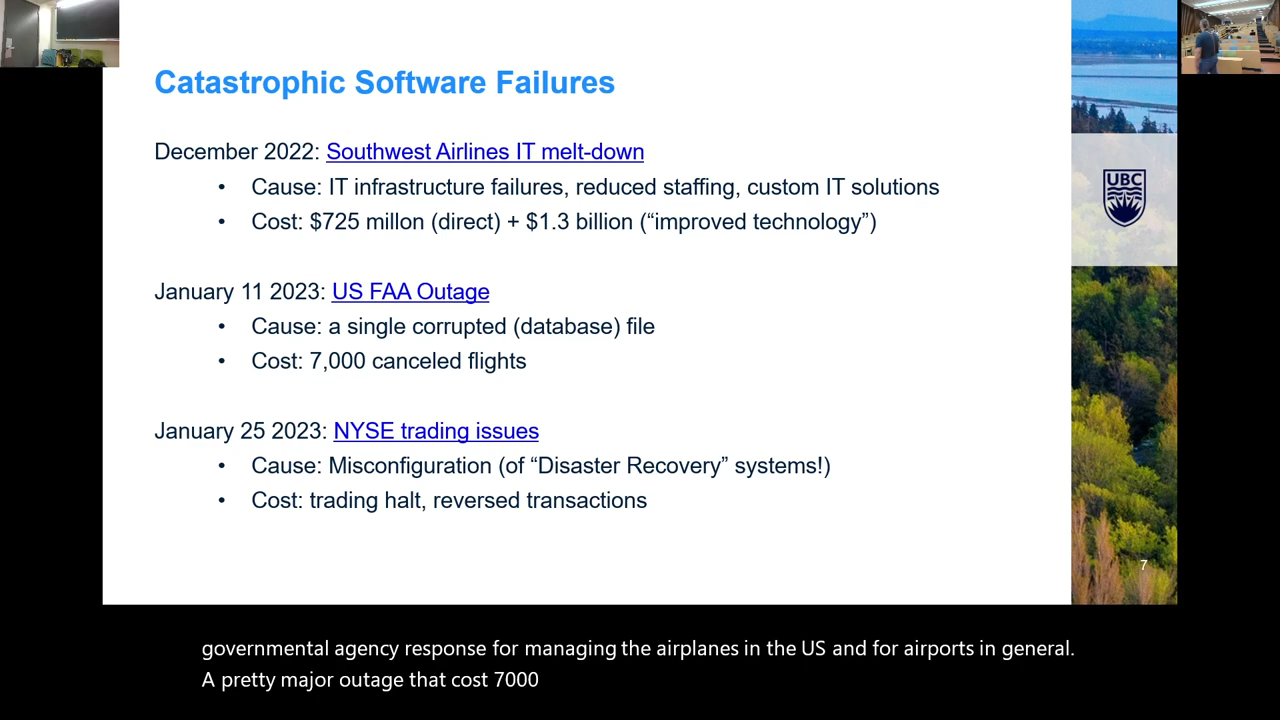 Catastrophic Software Failures
December 2022: Southwest Airlines IT melt-down
• Cause: IT infrastructure failures, reduced staffing, custom IT solutions
• Cost: $725 millon (direct) + $1.3 billion (“improved technology”)
UBC
January 11 2023: US FAA Outage
• Cause: a single corrupted (database) file
• Cost: 7,000 canceled flights
January 25 2023: NYSE trading issues
• Cause: Misconfiguration (of “Disaster Recovery” systems!)
• Cost: trading halt, reversed transactions
7
governmental agency response for managing the airplanes in the US and for airports in general.
A pretty major outage that cost 7000